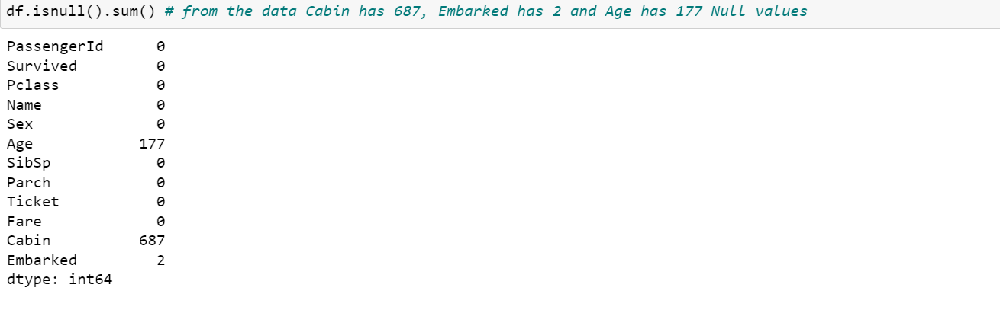 df.isnull().sum() # from the data Cabin has 687, Embarked has 2 and Age has 177 Null values
PassengerId 0
Survived 0
Pclass 0
Name 0
Sex 0
Age 177
SibSp 0
Parch 0
Ticket 0
Fare 0
Cabin 687
Embarked 2
dtype: int64